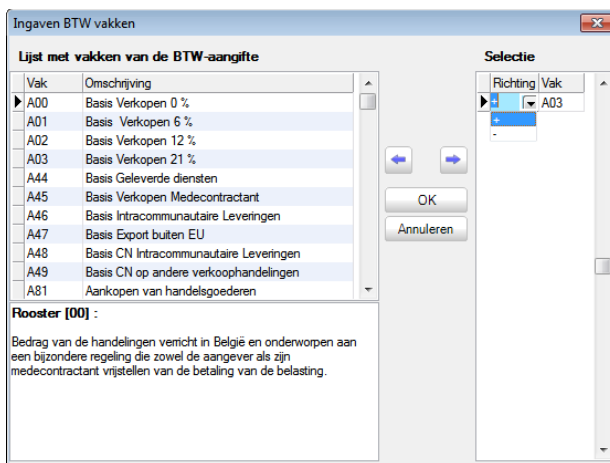 Ingaven BTW vakken
Lijst met vakken van de BTW-aangifte
Vak Omschrijving
A00 Basis Verkopen 0 %
A01 Basis Verkopen 6 %
A02 Basis Verkopen 12 %
A03 Basis Verkopen 21 %
A44 Basis Geleverde diensten
A45 Basis Verkopen Medecontractant
A46 Basis Intracommunautaire Leveringen
A47 Basis Export buiten EU
A48 Basis CN Intracommunautaire Leveringen
A49 Basis CN op andere verkoophandelingen
A81 Aankopen van handelsgoederen
Rooster [00] :
Bedrag van de handelingen verricht in België en onderworpen aan
een bijzondere regeling die zowel de aangever als zijn
medecontractant vrijstellen van de betaling van de belasting.
OK
Annuleren
Selectie
Richting Vak
+ A03
+
-